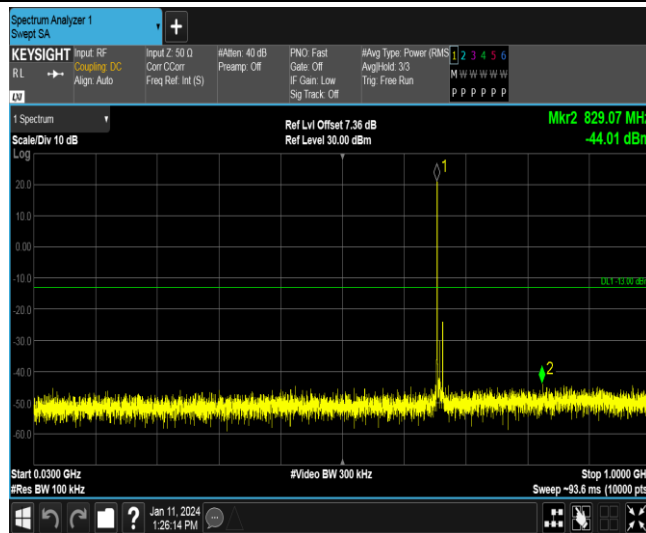 Spectrum Analyzer 1
Swept SA
+
KEYSIGHT
RL
LXI
Input: RF
Coupling: DC
Align: Auto
Input Z: 50 Ω
Corr CCorr
Freq Ref: Int (S)
#Atten: 40 dB
Preamp: Off
PNO: Fast
Gate: Off
IF Gain: Low
Sig Track: Off
#Avg Type: Power (RMS
Avg|Hold: 3/3
Trig: Free Run
1 2 3 4 5 6
M W W W W W
P P P P P P
1 Spectrum
Scale/Div 10 dB
Log
Ref Lvl Offset 7.36 dB
Ref Level 30.00 dBm
Mkr2 829.07 MHz
-44.01 dBm
1
20.0
10.0
0.00
-10.0
DL1 -13.00 dBm
-20.0
-30.0
2
-40.0
-50.0
-60.0
Start 0.0300 GHz
#Video BW 300 kHz
Stop 1.0000 GHz
#Res BW 100 kHz
Sweep ~93.6 ms (10000 pts)
?
Jan 11, 2024
1:26:14 PM